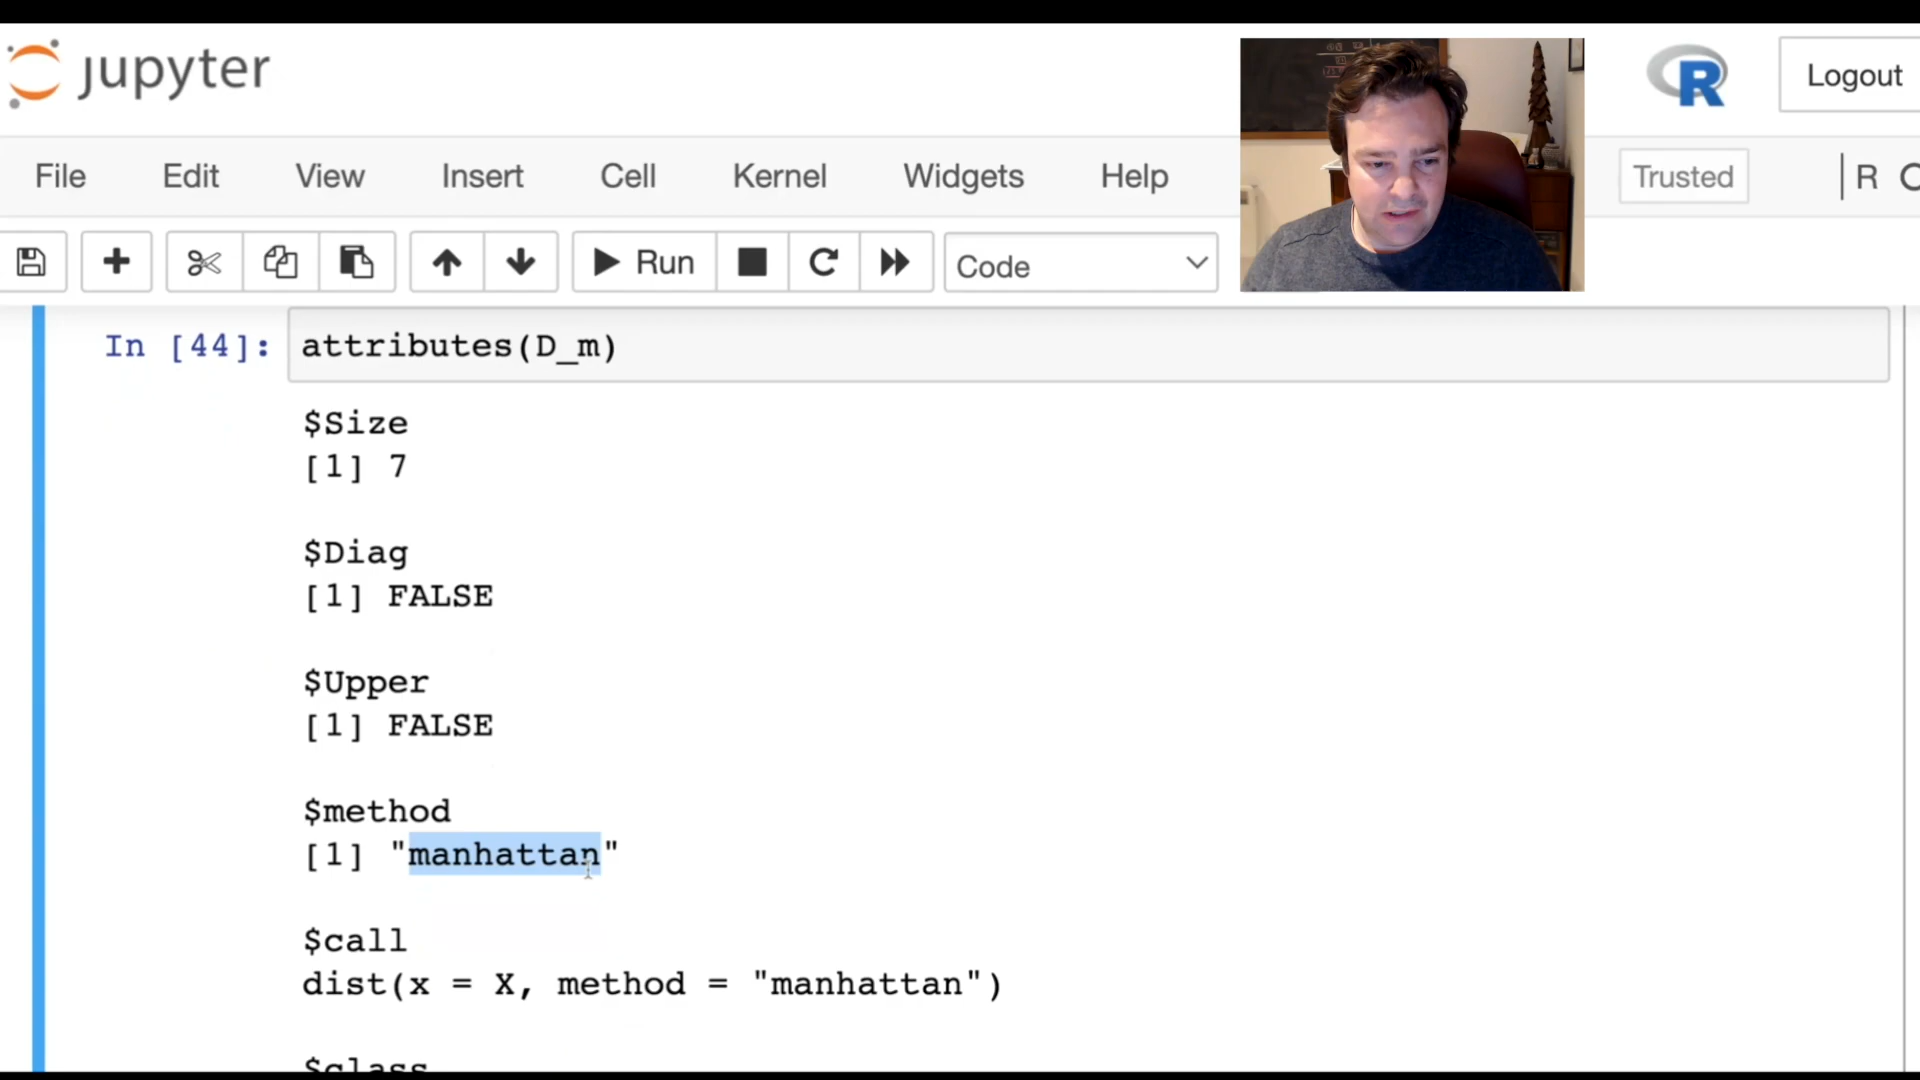 jupyter
R
Logout
File Edit View Insert Cell Kernel Widgets Help
Trusted
R
Run
Code
In [44]: attributes(D_m)
$Size
[1] 7
$Diag
[1] FALSE
$Upper
[1] FALSE
$method
[1] "manhattan"
$call
dist(x = X, method = "manhattan")
$class